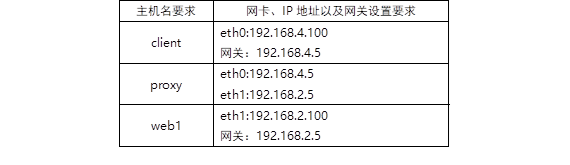 主机名要求 网卡、IP 地址以及网关设置要求
client
eth0:192.168.4.100
网关：192.168.4.5
proxy
eth0:192.168.4.5
eth1:192.168.2.5
web1
eth1:192.168.2.100
网关：192.168.2.5